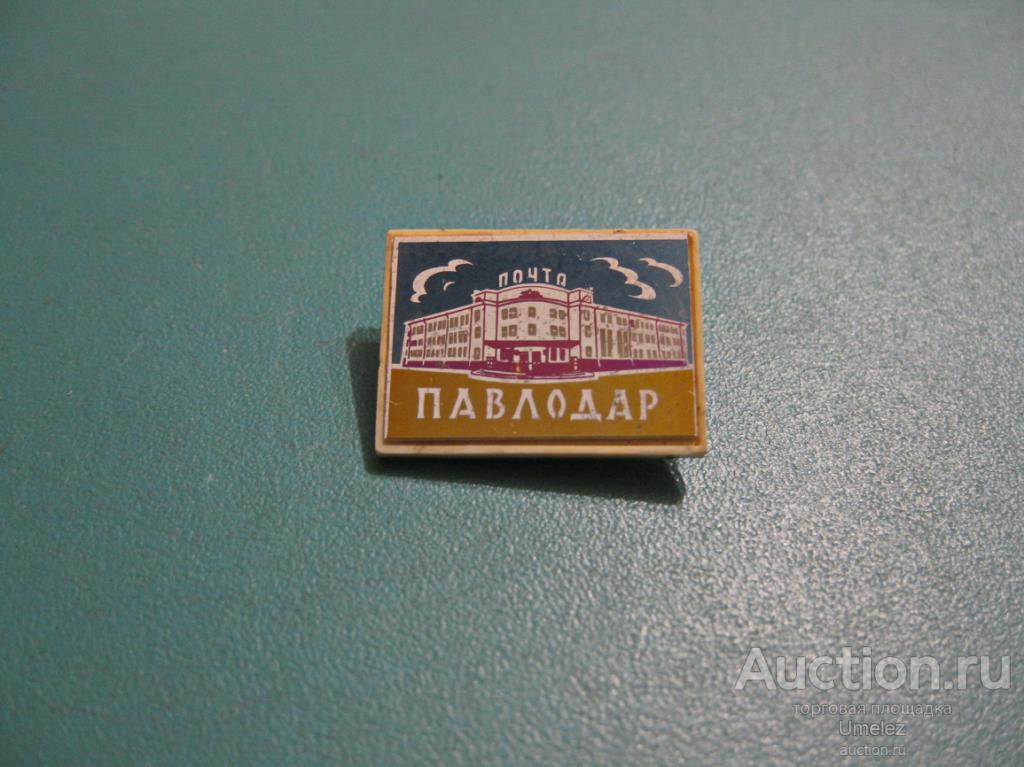 ПОЧТА
ПАВЛОДАР
Auction.ru
торговая площадка
Umelez
auction.ru